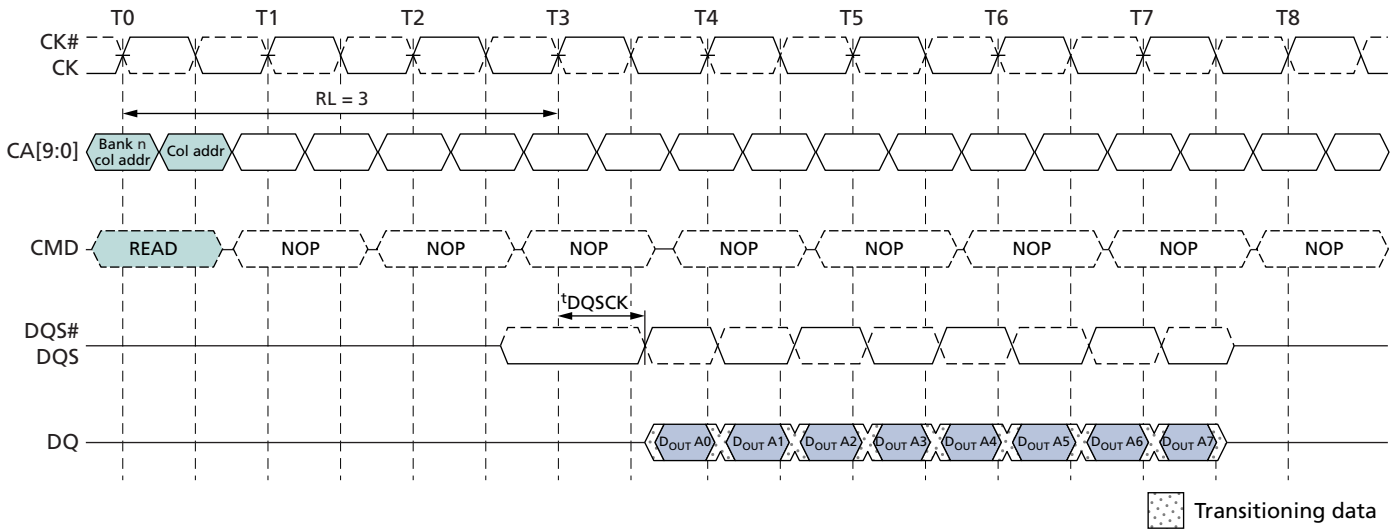 T0 T1 T2 T3 T4 T5 T6 T7 T8
CK#
CK
RL = 3
CA[9:0] Bank n col addr Col addr
CMD READ NOP NOP NOP NOP NOP NOP NOP NOP
tDQSCK
DQS#
DQS
DQ DOUT A0 DOUT A1 DOUT A2 DOUT A3 DOUT A4 DOUT A5 DOUT A6 DOUT A7
Transitioning data